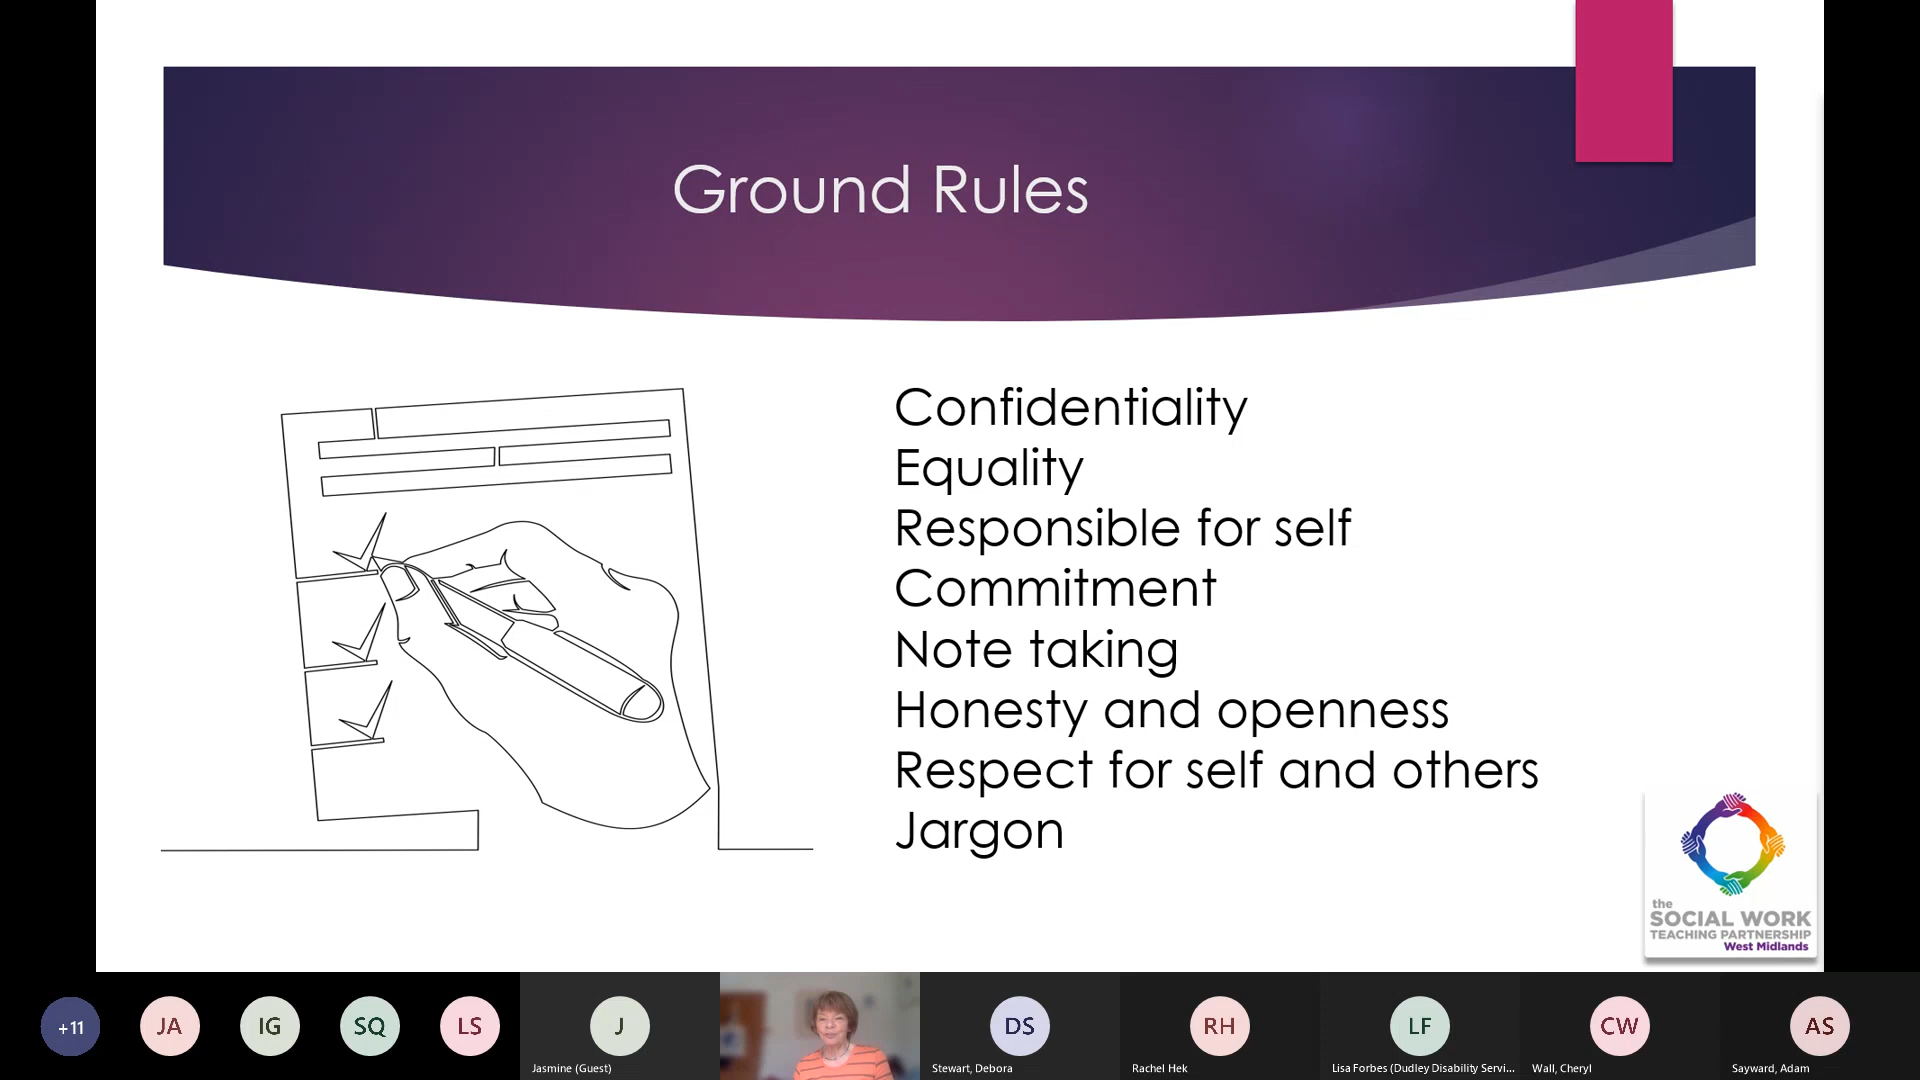 Ground Rules
Confidentiality
Equality
Responsible for self
Commitment
Note taking
Honesty and openness
Respect for self and others
Jargon
the
SOCIAL WORK
TEACHING PARTNERSHIP
West Midlands
+11
JA
IG
SQ
LS
J
DS
RH
LF
CW
AS
Jasmine (Guest)
Stewart, Debora
Rachel Hek
Lisa Forbes (Dudley Disability Servi...
Wall, Cheryl
Sayward, Adam